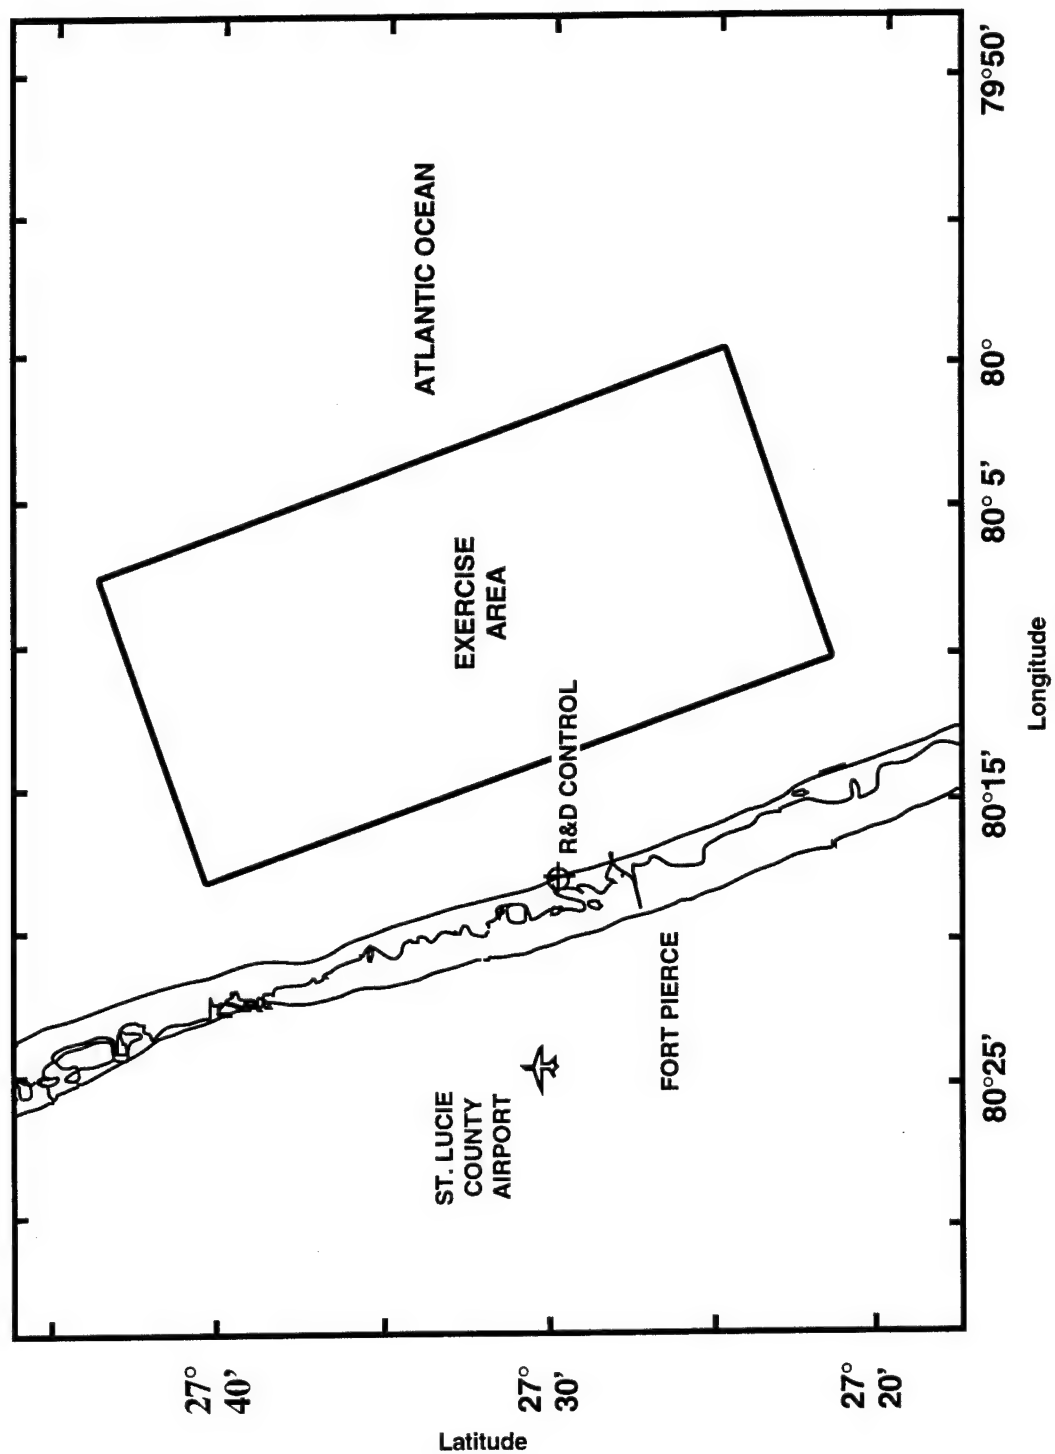 ATLANTIC OCEAN
EXERCISE
AREA
R&D CONTROL
ST. LUCIE
COUNTY
AIRPORT
FORT PIERCE
27°
40'
27°
30'
27°
20'
Latitude
80°25'
80°15'
80° 5'
80°
79°50'
Longitude